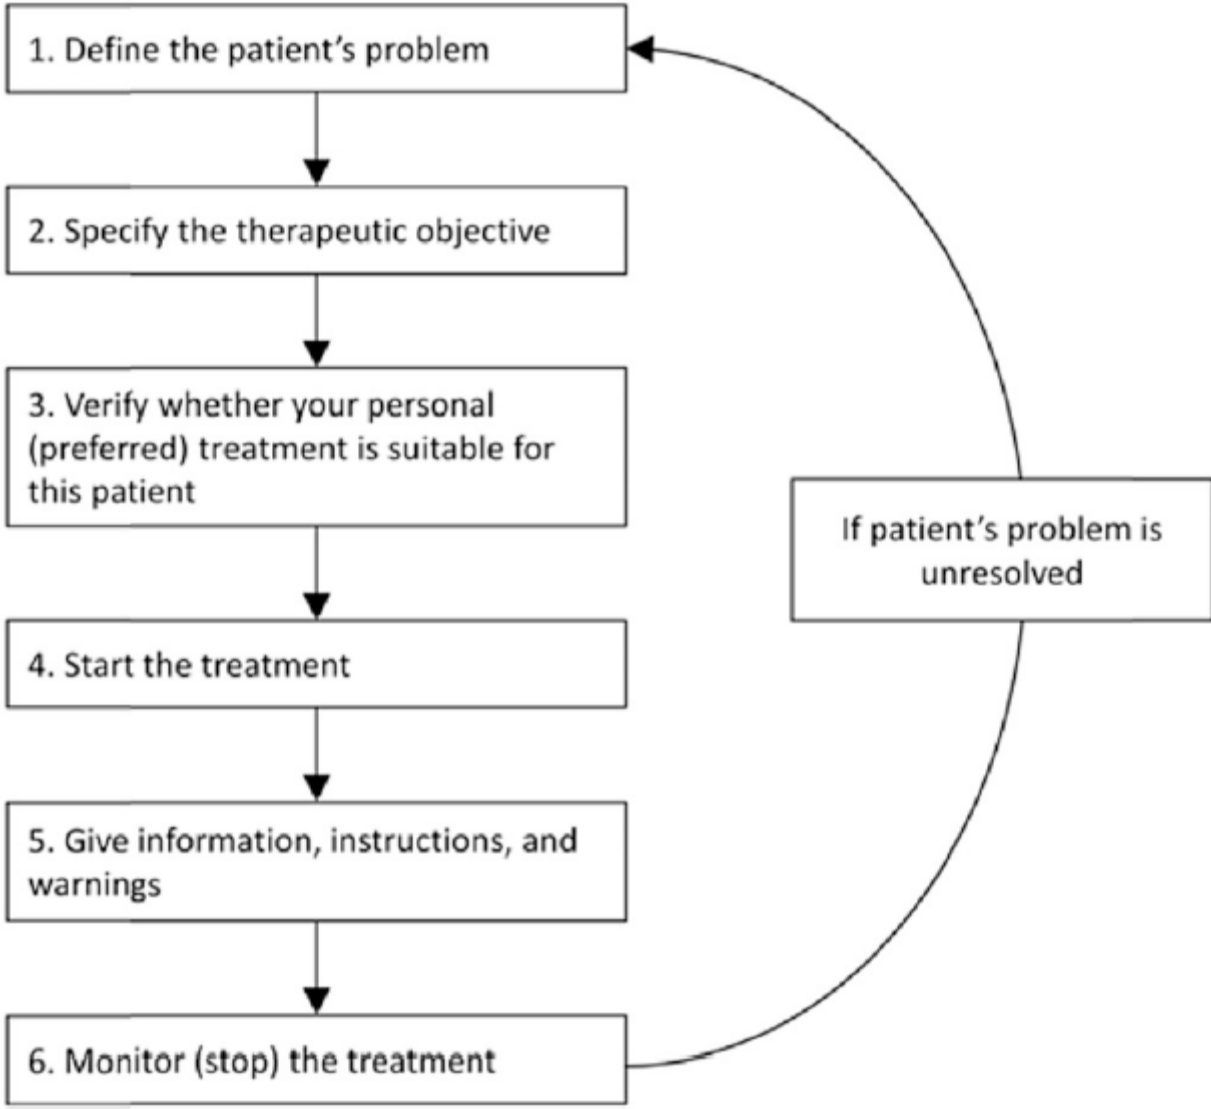 1. Define the patient’s problem
2. Specify the therapeutic objective
3. Verify whether your personal
(preferred) treatment is suitable for
this patient
4. Start the treatment
5. Give information, instructions, and
warnings
6. Monitor (stop) the treatment
If patient’s problem is
unresolved